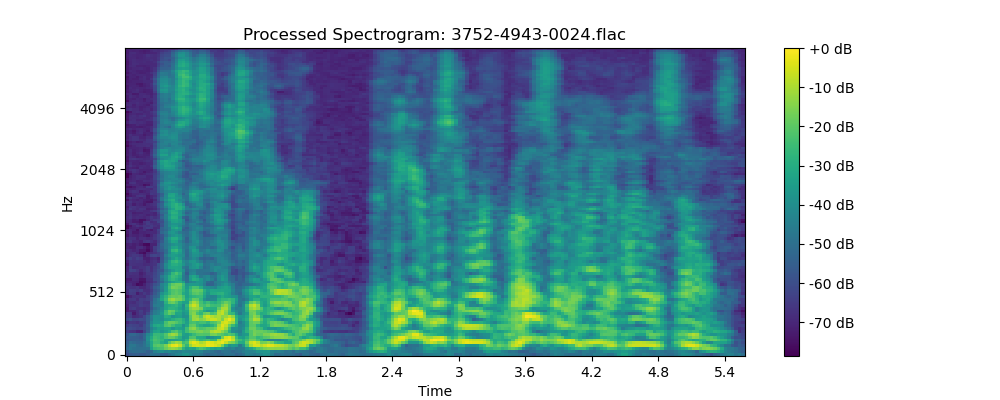 Processed Spectrogram: 3752-4943-0024.flac
+0 dB
-10 dB
-20 dB
-30 dB
-40 dB
-50 dB
-60 dB
-70 dB
4096
2048
1024
512
0
Hz
0 0.6 1.2 1.8 2.4 3 3.6 4.2 4.8 5.4
Time